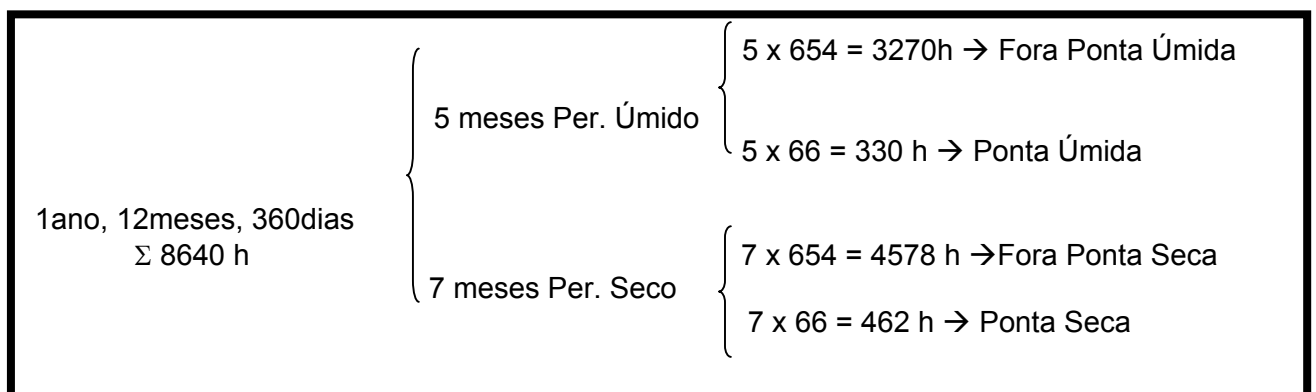 1ano, 12meses, 360dias
Σ 8640 h
5 meses Per. Úmido
5 x 654 = 3270h → Fora Ponta Úmida
5 x 66 = 330 h → Ponta Úmida
7 meses Per. Seco
7 x 654 = 4578 h →Fora Ponta Seca
7 x 66 = 462 h → Ponta Seca